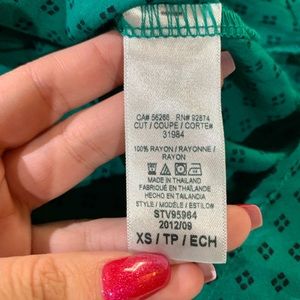 CA# 56266 RN# 92874
CUT / COUPE / CORTE#
31984
100% RAYON / RAYONNE /
RAYON
MADE IN THAILAND
FABRIQUÉ EN THAÏLANDE
HECHO EN TAILANDIA
STYLE / MODÈLE / ESTILO#
STV95964
2012/09
XS / TP / ECH